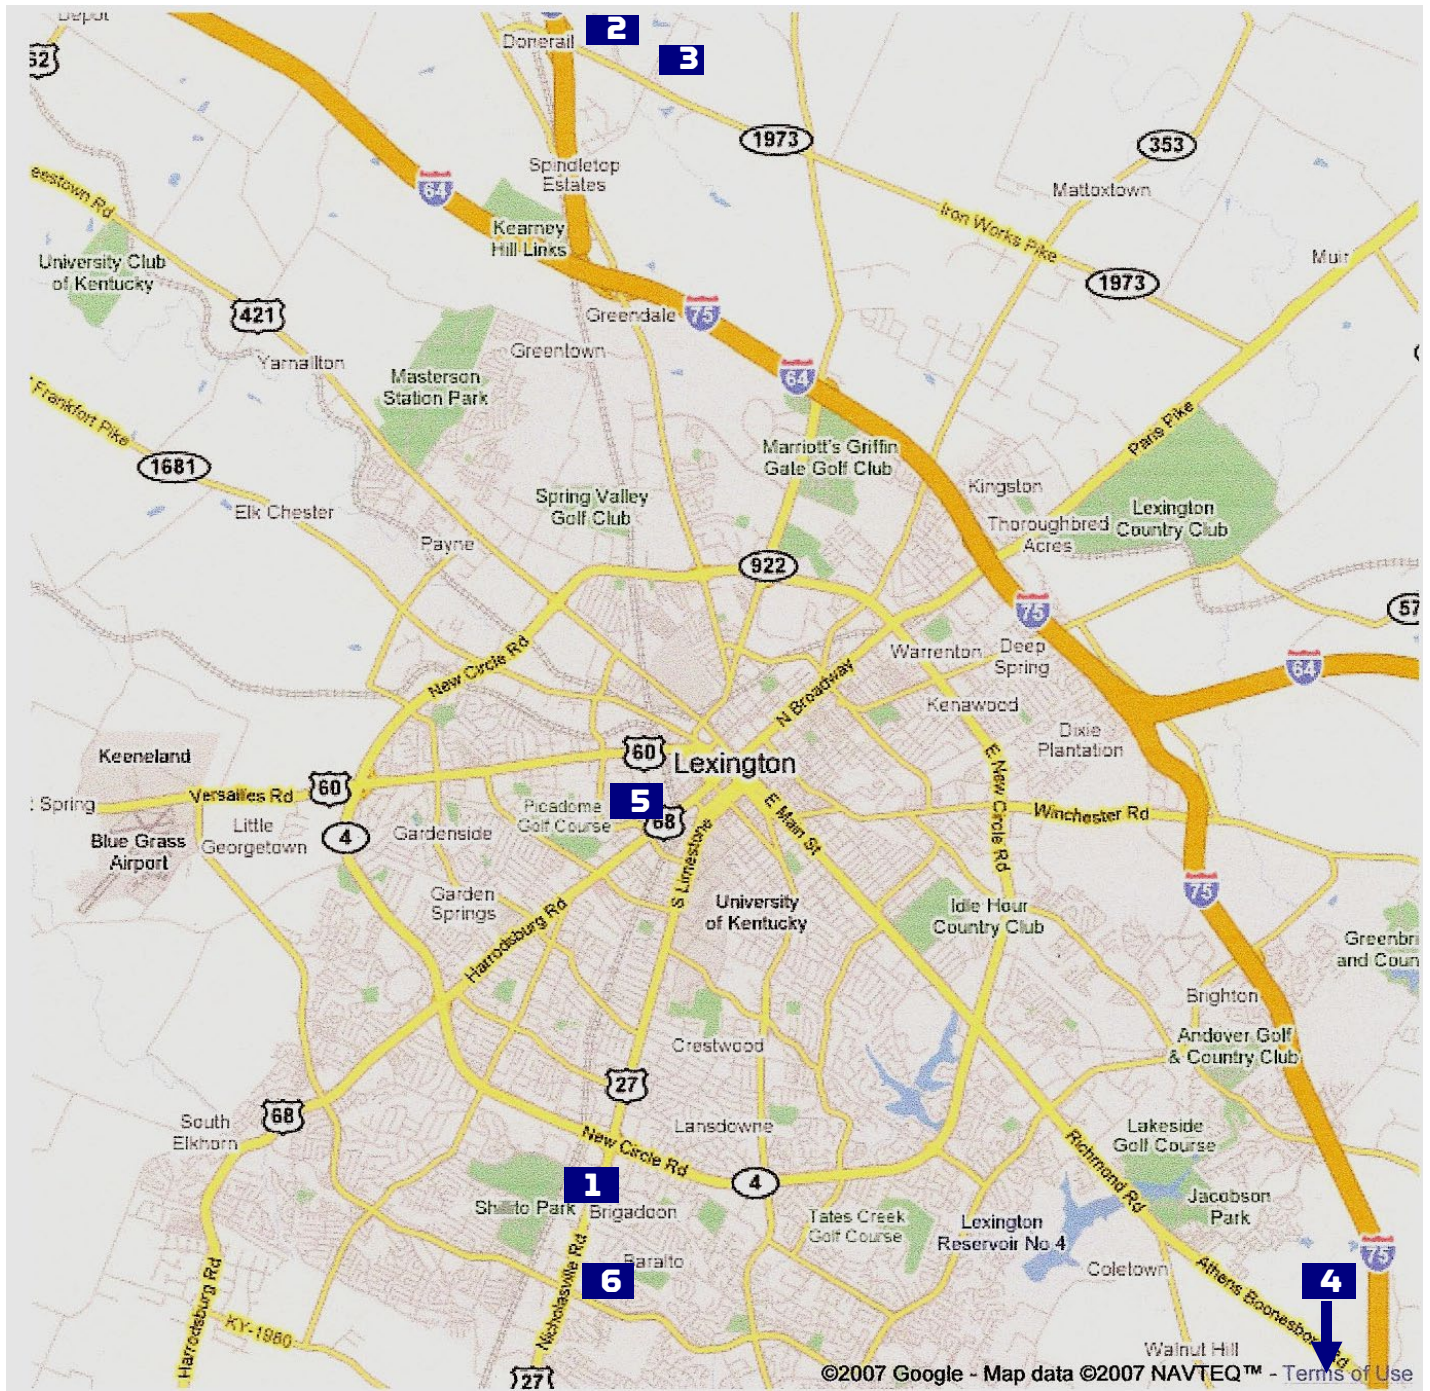 Depot
2
Donerail
52
3
1973
353
Spindletop
Estates
64
Mattoxtown
eestown Rd
Iron Works Pike
Kearney
Hill Links
University Club
of Kentucky
Muir
1973
421
Greendale
75
Yarnallton
Greentown
64
Masterson
Station Park
Frankfort Pike
Paris Pike
Marriott's Griffin
Gate Golf Club
1681
Kingston
Spring Valley
Golf Club
Elk Chester
Lexington
Country Club
Thoroughbred
Acres
Payne
922
75
57
New Circle Rd
Warrenton
Deep
Spring
64
N Broadway
Kenawood
Dixie
Plantation
Keeneland
60
Lexington
E New Circle Rd
60
Versailles Rd
: Spring
5
Picadome
Golf Course
68
E Main St
Winchester Rd
Little
Georgetown
4
Gardenside
Blue Grass
Airport
S Limestone
75
Garden
Springs
University
of Kentucky
Idle Hour
Country Club
Harrodsburg Rd
Greenbri
and Coun
Brighton
Andover Golf
& Country Club
Crestwood
27
68
South
Elkhorn
Lansdowne
Lakeside
Golf Course
New Circle Rd
Richmond Rd
1
4
Shillito Park
Brigadoon
Jacobson
Park
Tates Creek
Golf Course
Lexington
Reservoir No 4
75
Baralto
6
Coletown
4
Nicholasville Rd
Athens Boonesboro Rd
Harrodsburg Rd
KY-1980
Walnut Hill
27
©2007 Google - Map data ©2007 NAVTEQ™ - Terms of Use